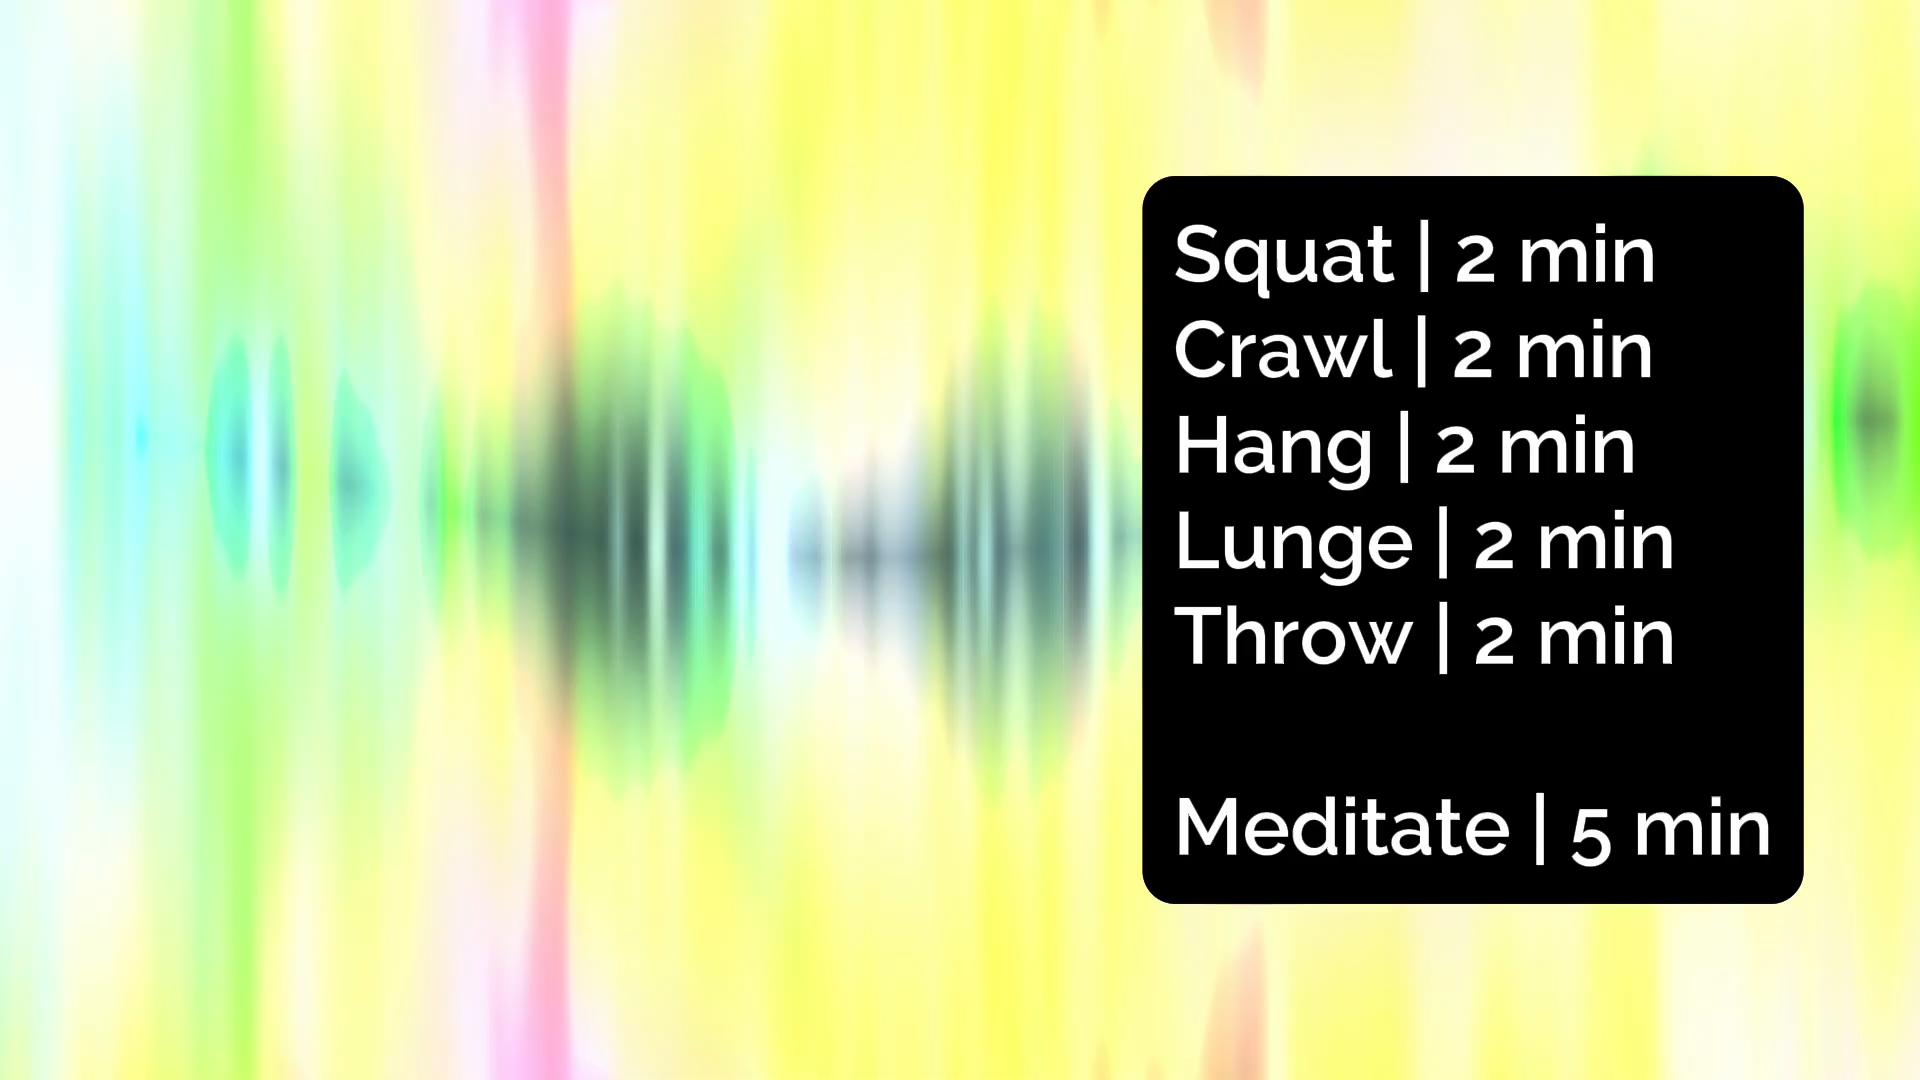 Squat | 2 min
Crawl | 2 min
Hang | 2 min
Lunge | 2 min
Throw | 2 min
Meditate | 5 min